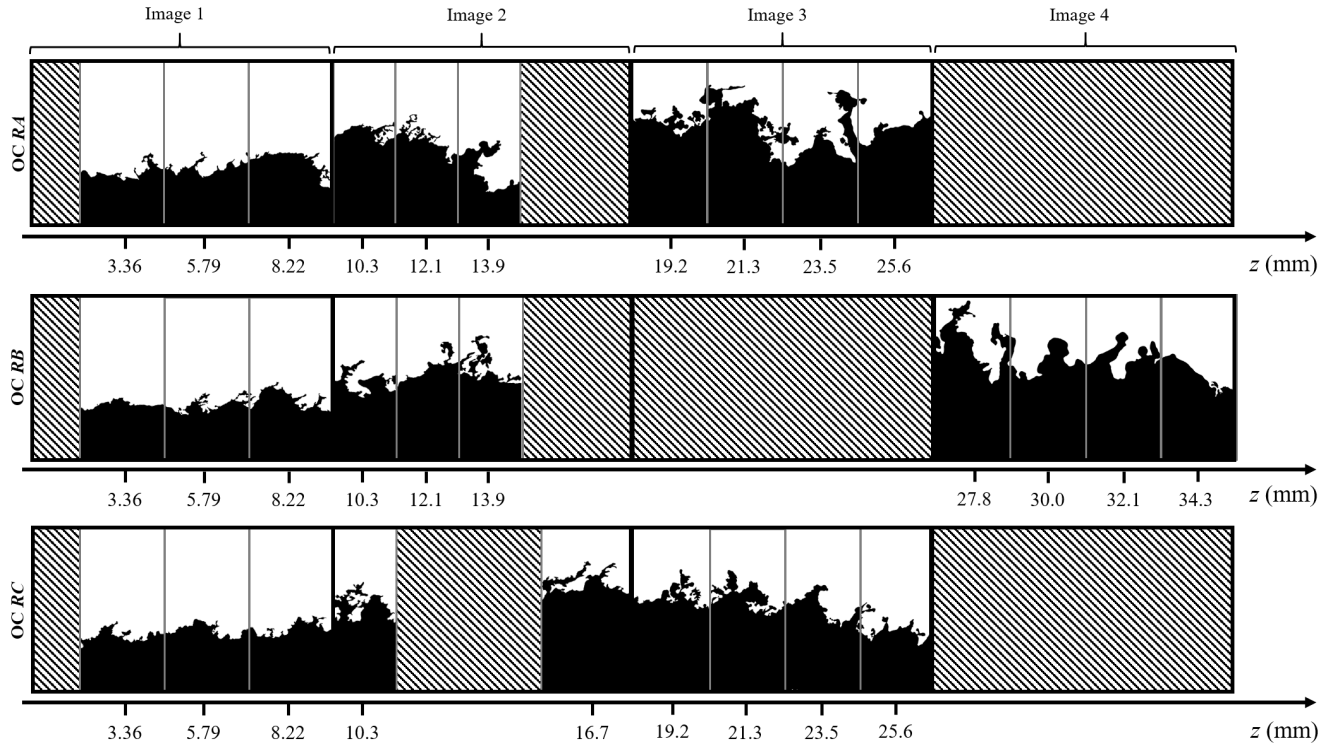 Image 1 Image 2 Image 3 Image 4
OC RA
3.36 5.79 8.22 10.3 12.1 13.9 19.2 21.3 23.5 25.6 z (mm)
OC RB
3.36 5.79 8.22 10.3 12.1 13.9 27.8 30.0 32.1 34.3 z (mm)
OC RC
3.36 5.79 8.22 10.3 16.7 19.2 21.3 23.5 25.6 z (mm)